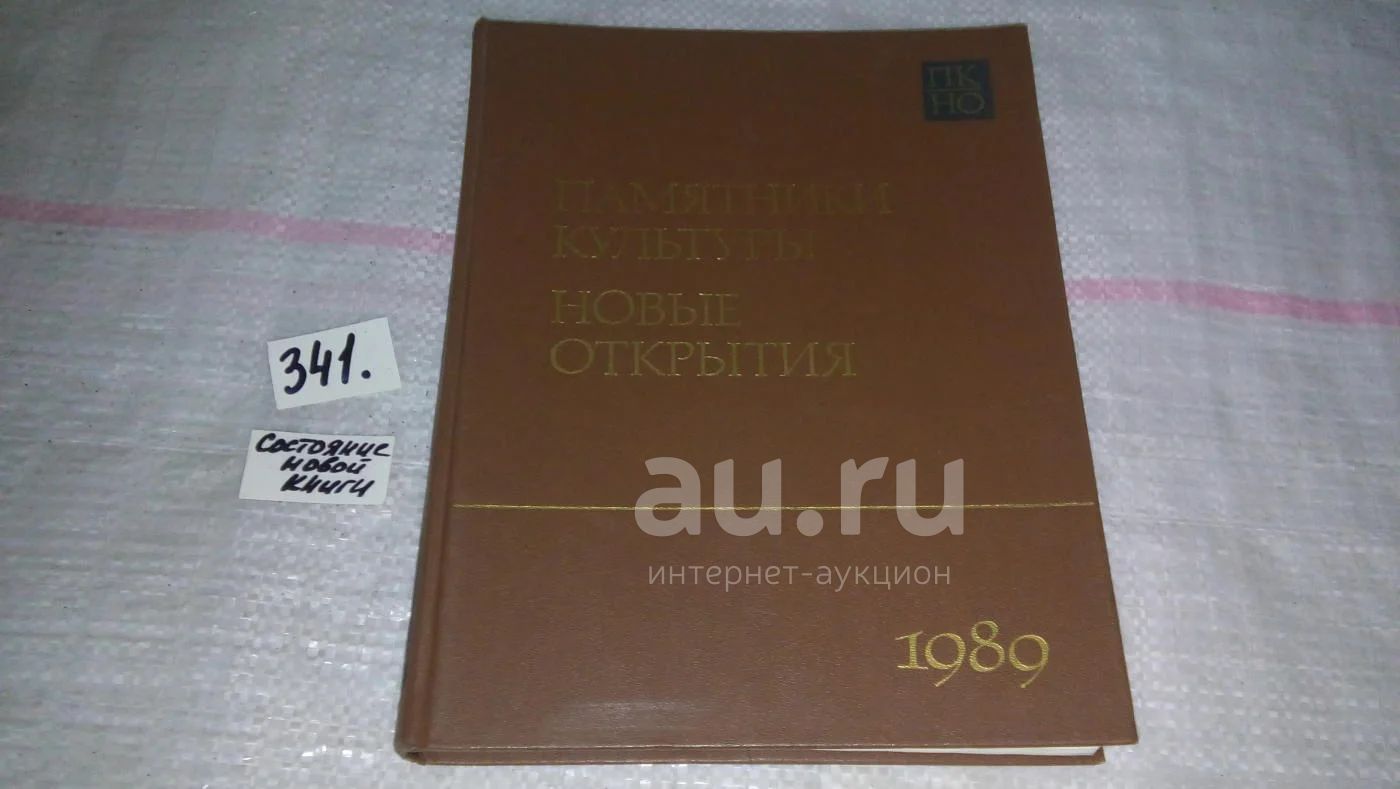 ПК
НО
ПАМЯТНИКИ
КУЛЬТУРЫ
НОВЫЕ
ОТКРЫТИЯ
1989
341.
Состояние
новой
книги
au.ru
интернет-аукцион